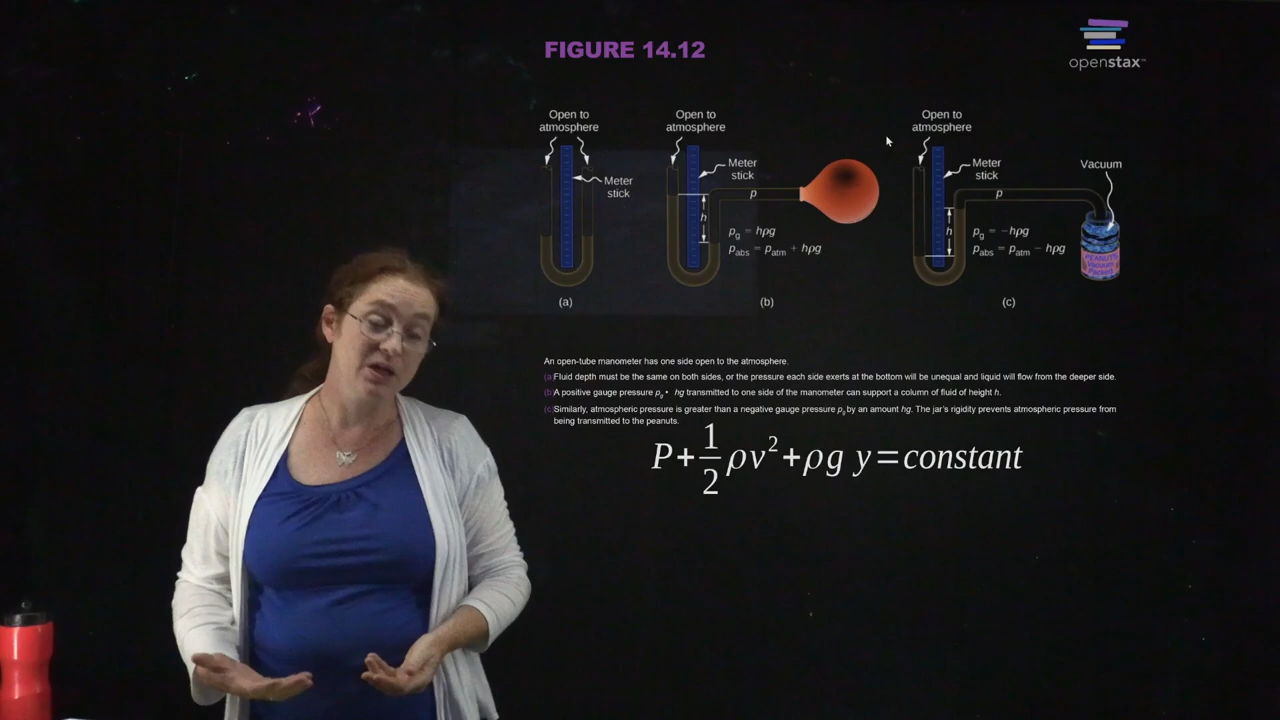 FIGURE 14.12
openstax™
Open to
atmosphere
Meter
stick
(a)
Open to
atmosphere
Meter
stick
p
h
pg = hρg
pabs = patm + hρg
(b)
Open to
atmosphere
Meter
stick
Vacuum
p
h
pg = −hρg
pabs = patm − hρg
PEANUTS
Vacuum
Packed
(c)
An open-tube manometer has one side open to the atmosphere.
(a) Fluid depth must be the same on both sides, or the pressure each side exerts at the bottom will be unequal and liquid will flow from the deeper side.
(b) A positive gauge pressure pg • hg transmitted to one side of the manometer can support a column of fluid of height h.
(c) Similarly, atmospheric pressure is greater than a negative gauge pressure pg by an amount hg. The jar's rigidity prevents atmospheric pressure from
being transmitted to the peanuts.
P+1/2 ρv²+ρg y=constant